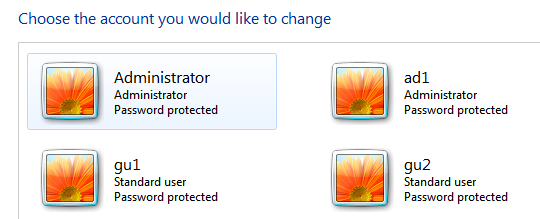 Choose the account you would like to change
Administrator
Administrator
Password protected
ad1
Administrator
Password protected
gu1
Standard user
Password protected
gu2
Standard user
Password protected